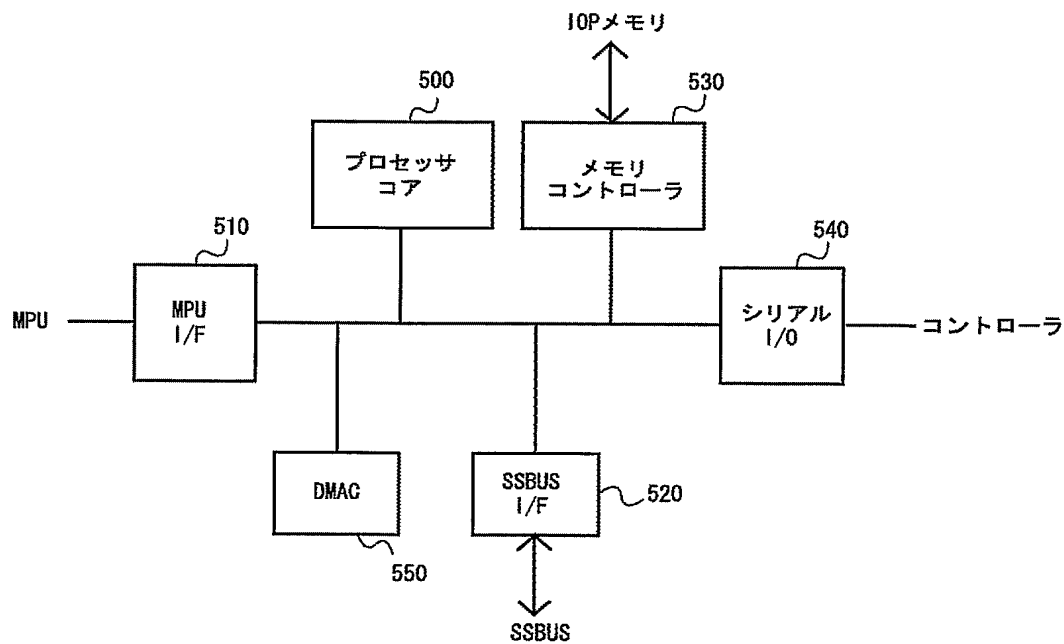 IOPメモリ
500
530
プロセッサ
コア
メモリ
コントローラ
510
540
MPU
MPU
I/F
シリアル
I/O
コントローラ
DMAC
SSBUS
I/F
520
550
SSBUS